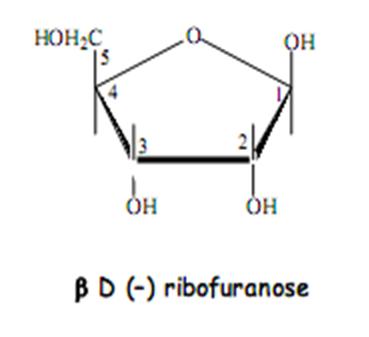 HOH₂C O OH
5
4 1
3 2
OH OH
β D (-) ribofuranose